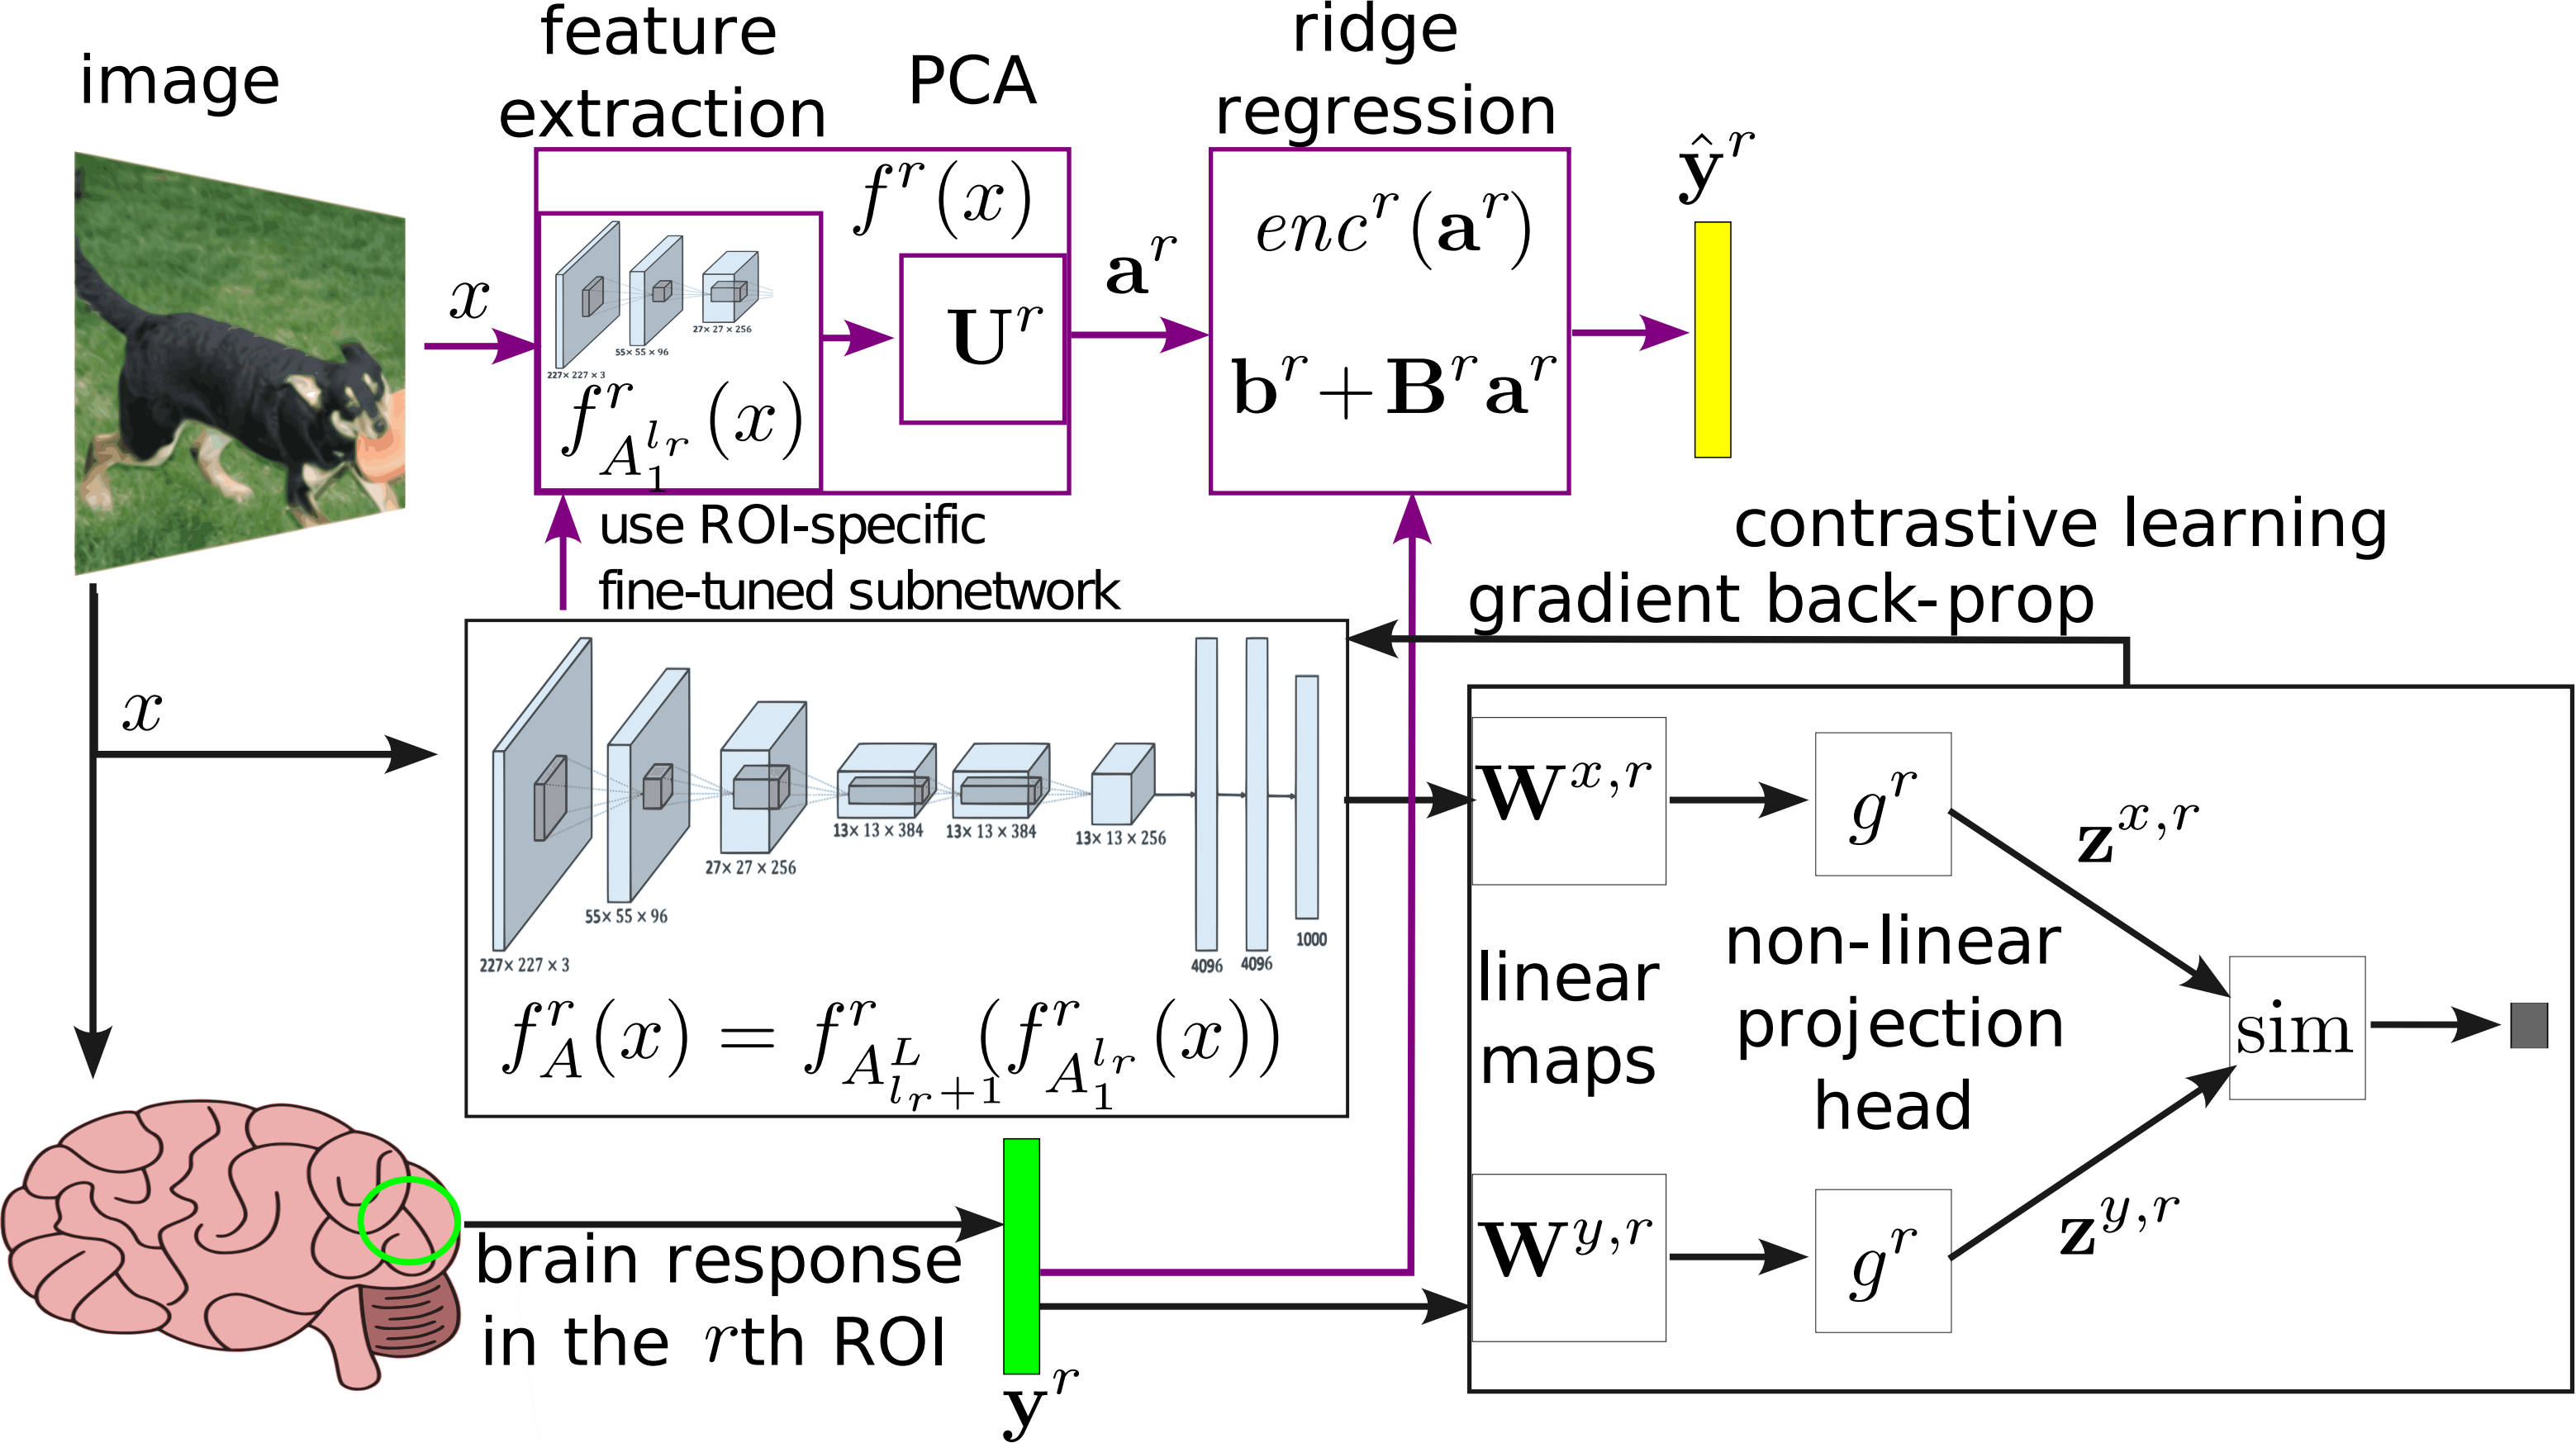 image
feature
extraction
PCA
ridge
regression
x
f^r(x)
227× 227 × 3
55× 55 × 96
27× 27 × 256
f^r_{A_1^{l_r}}(x)
U^r
a^r
enc^r(a^r)
b^r+B^r a^r
ŷ^r
use ROI-specific
fine-tuned subnetwork
contrastive learning
gradient back-prop
x
227× 227 × 3
55× 55 × 96
27× 27 × 256
13× 13 × 384
13× 13 × 384
13× 13 × 256
4096
4096
1000
f^r_A(x) = f^r_{A^L_{l_r+1}}(f^r_{A_1^{l_r}}(x))
W^{x,r}
g^r
z^{x,r}
linear
maps
non-linear
projection
head
sim
W^{y,r}
g^r
z^{y,r}
brain response
in the rth ROI
y^r